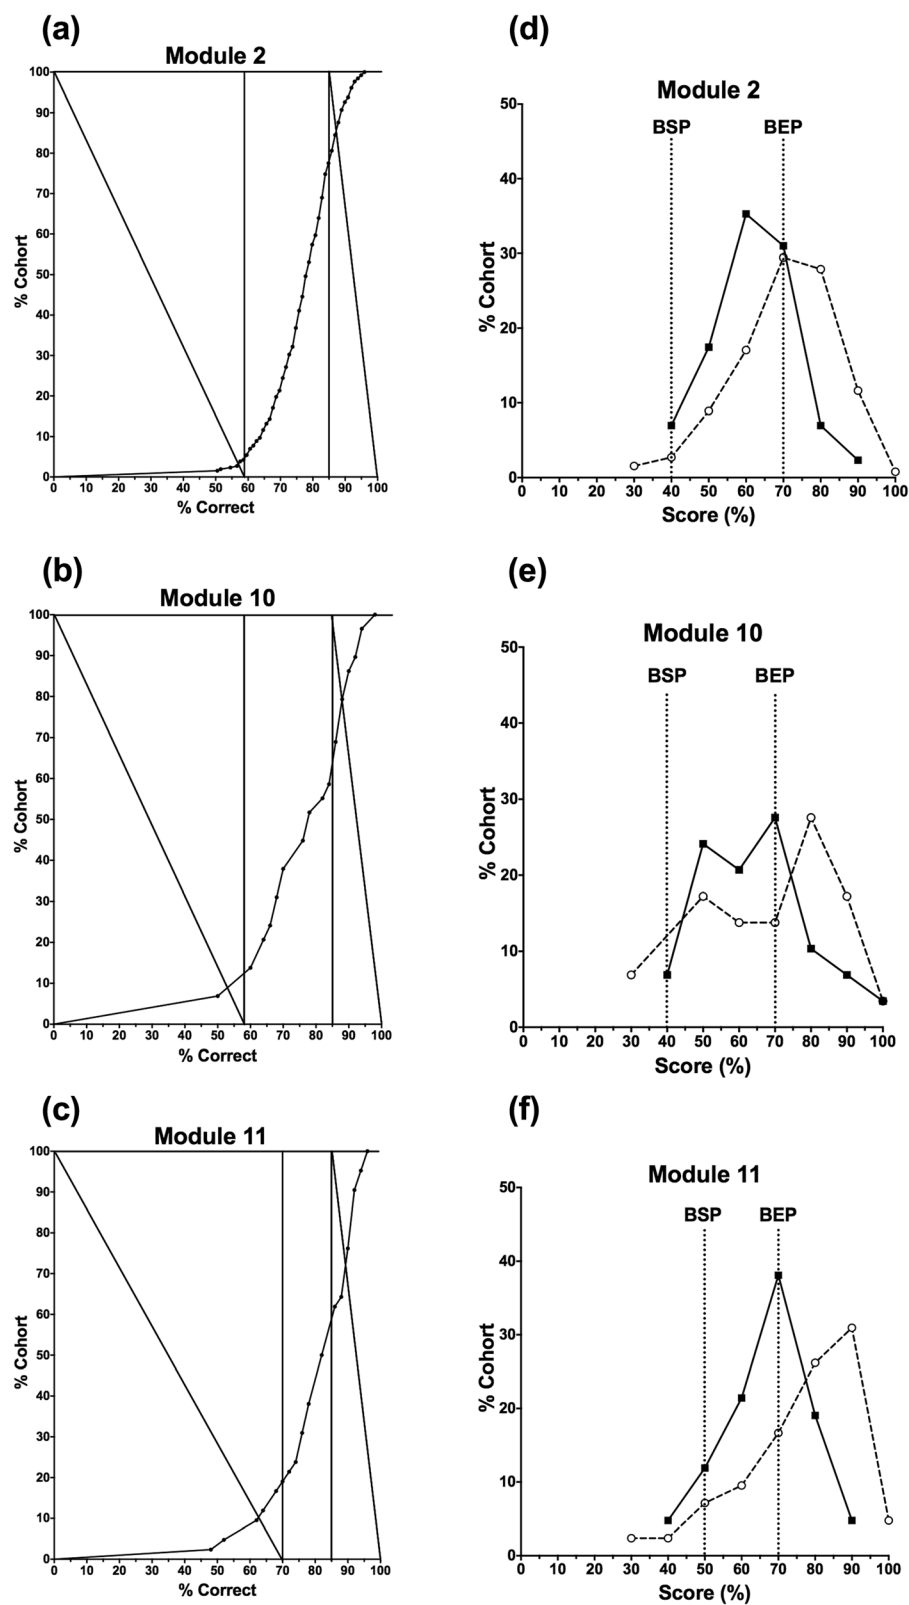 (a)
Module 2
100
90
80
70
60
50
40
30
20
10
0
% Cohort
0 10 20 30 40 50 60 70 80 90 100
% Correct
(d)
Module 2
BSP BEP
50
40
30
20
10
0
% Cohort
0 10 20 30 40 50 60 70 80 90 100
Score (%)
(b)
Module 10
100
90
80
70
60
50
40
30
20
10
0
% Cohort
0 10 20 30 40 50 60 70 80 90 100
% Correct
(e)
Module 10
BSP BEP
50
40
30
20
10
0
% Cohort
0 10 20 30 40 50 60 70 80 90 100
Score (%)
(c)
Module 11
100
90
80
70
60
50
40
30
20
10
0
% Cohort
0 10 20 30 40 50 60 70 80 90 100
% Correct
(f)
Module 11
BSP BEP
50
40
30
20
10
0
% Cohort
0 10 20 30 40 50 60 70 80 90 100
Score (%)